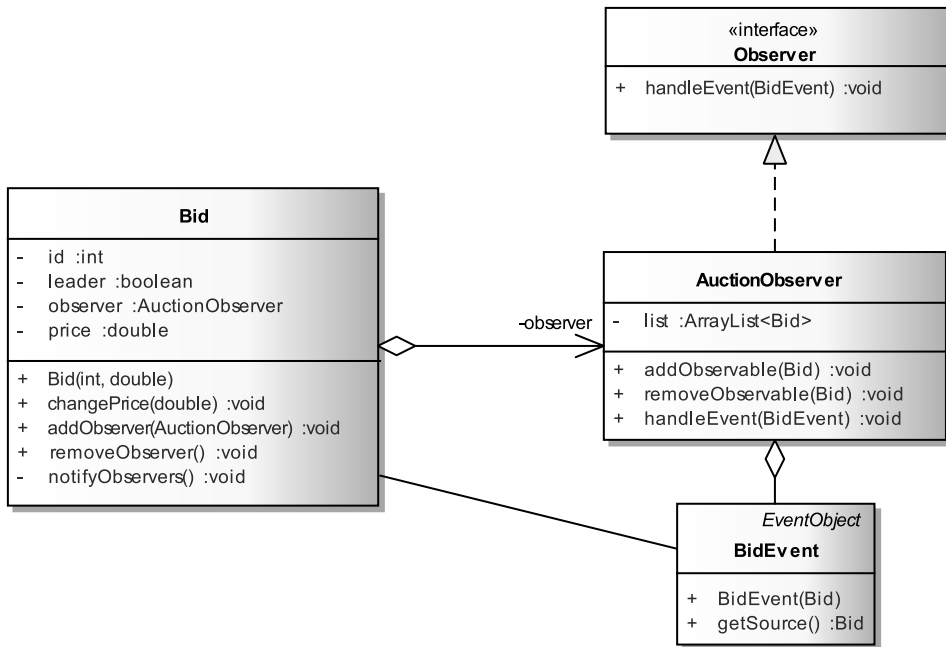 «interface»
Observer
+ handleEvent(BidEvent) :void
Bid
- id :int
- leader :boolean
- observer :AuctionObserver
- price :double
+ Bid(int, double)
+ changePrice(double) :void
+ addObserver(AuctionObserver) :void
+ removeObserver() :void
- notifyObservers() :void
-observer
AuctionObserver
- list :ArrayList<Bid>
+ addObservable(Bid) :void
+ removeObservable(Bid) :void
+ handleEvent(BidEvent) :void
EventObject
BidEvent
+ BidEvent(Bid)
+ getSource() :Bid